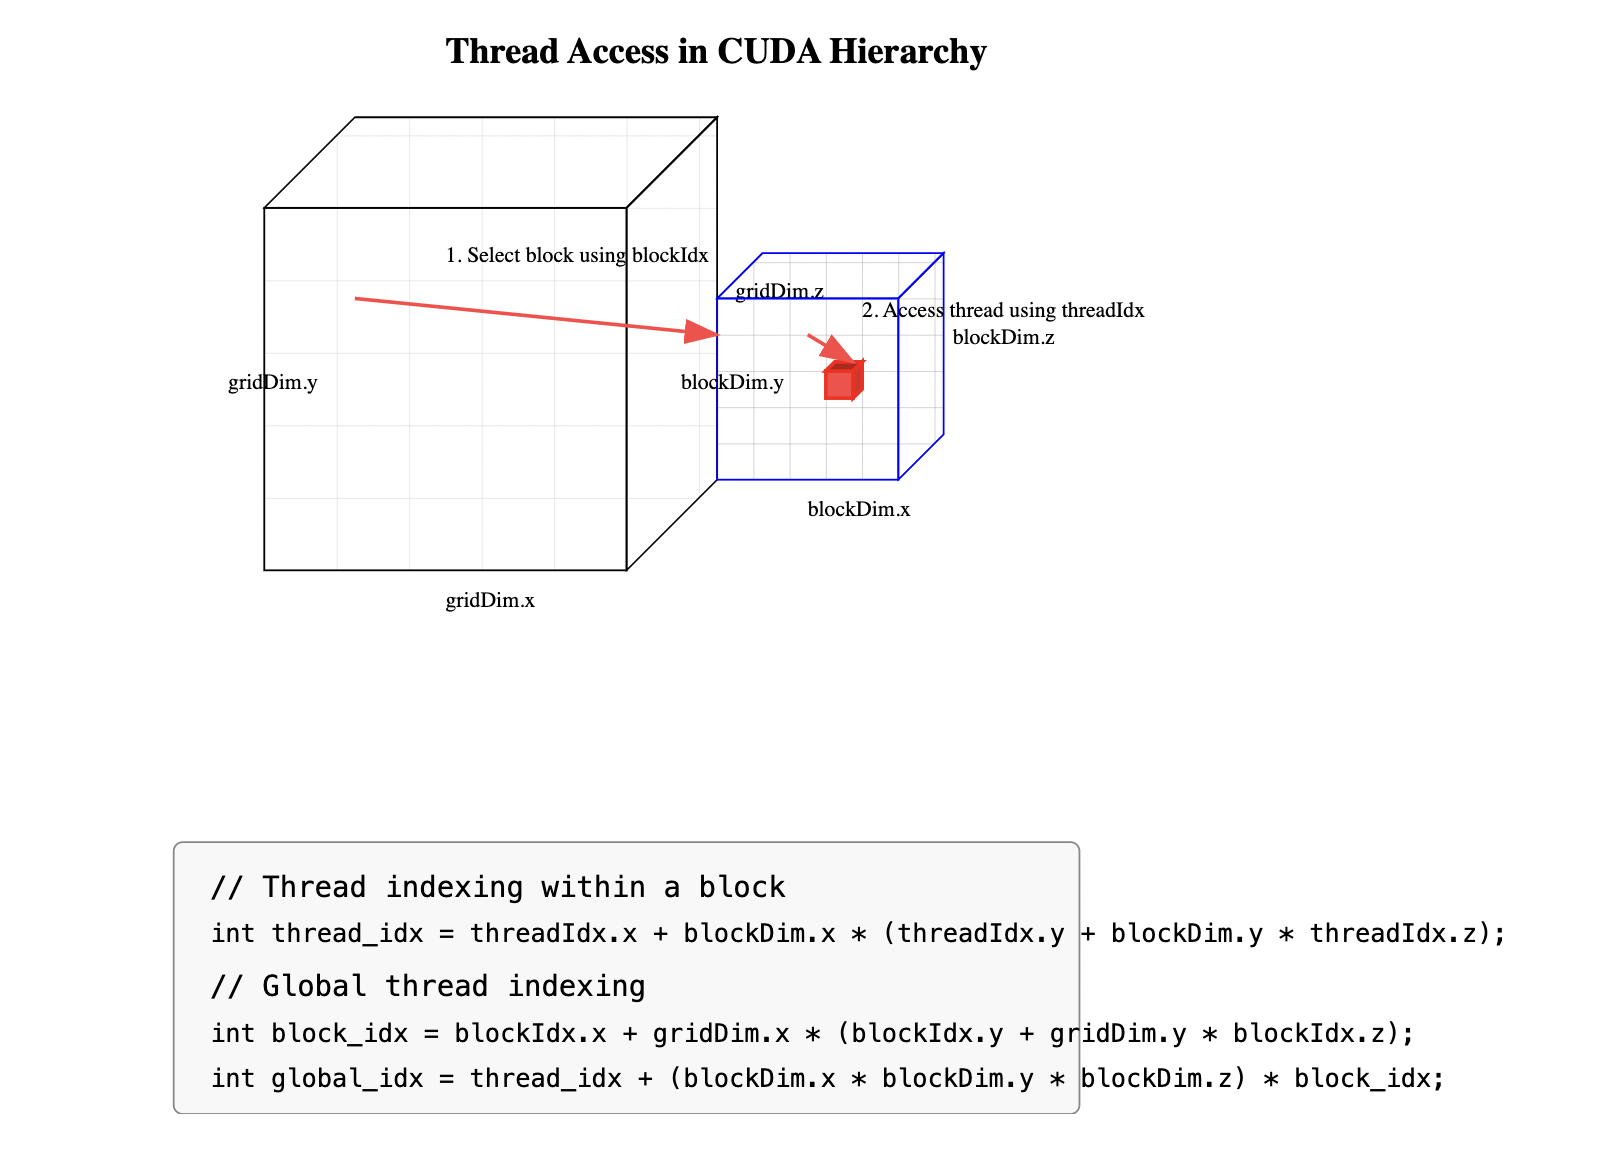 Thread Access in CUDA Hierarchy
1. Select block using blockIdx
gridDim.z
2. Access thread using threadIdx
blockDim.z
gridDim.y
blockDim.y
blockDim.x
gridDim.x
// Thread indexing within a block
int thread_idx = threadIdx.x + blockDim.x * (threadIdx.y + blockDim.y * threadIdx.z);
// Global thread indexing
int block_idx = blockIdx.x + gridDim.x * (blockIdx.y + gridDim.y * blockIdx.z);
int global_idx = thread_idx + (blockDim.x * blockDim.y * blockDim.z) * block_idx;